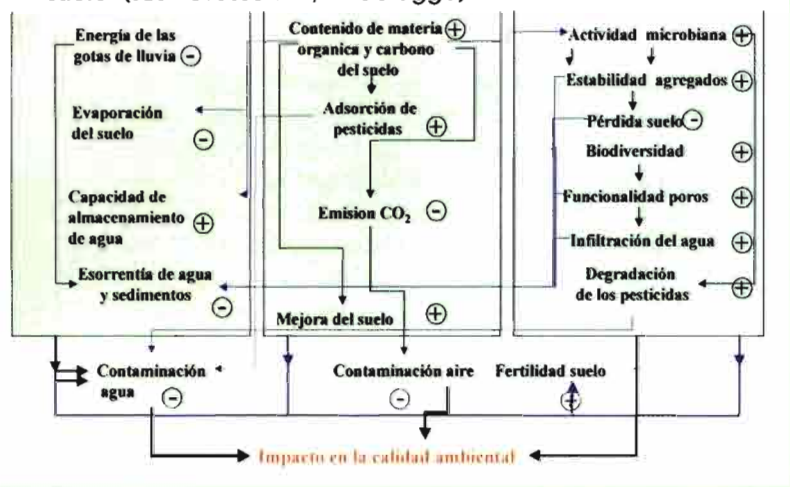 Energía de las
gotas de lluvia ⊖
Evaporación
del suelo ⊖
Capacidad de
almacenamiento ⊕
de agua
Esorrentía de agua
y sedimentos ⊖
Contenido de materia ⊕
organica y carbono
del suelo
Adsorción de
pesticidas ⊕
Emision CO₂ ⊖
Mejora del suelo ⊕
Actividad microbiana ⊕
Estabilidad agregados ⊕
Pérdida suelo ⊖
Biodiversidad ⊕
Funcionalidad poros ⊕
Infiltración del agua ⊕
Degradación
de los pesticidas ⊕
Contaminación
agua ⊖
Contaminación aire
⊖
Fertilidad suelo
⊕
Impacto en la calidad ambiental